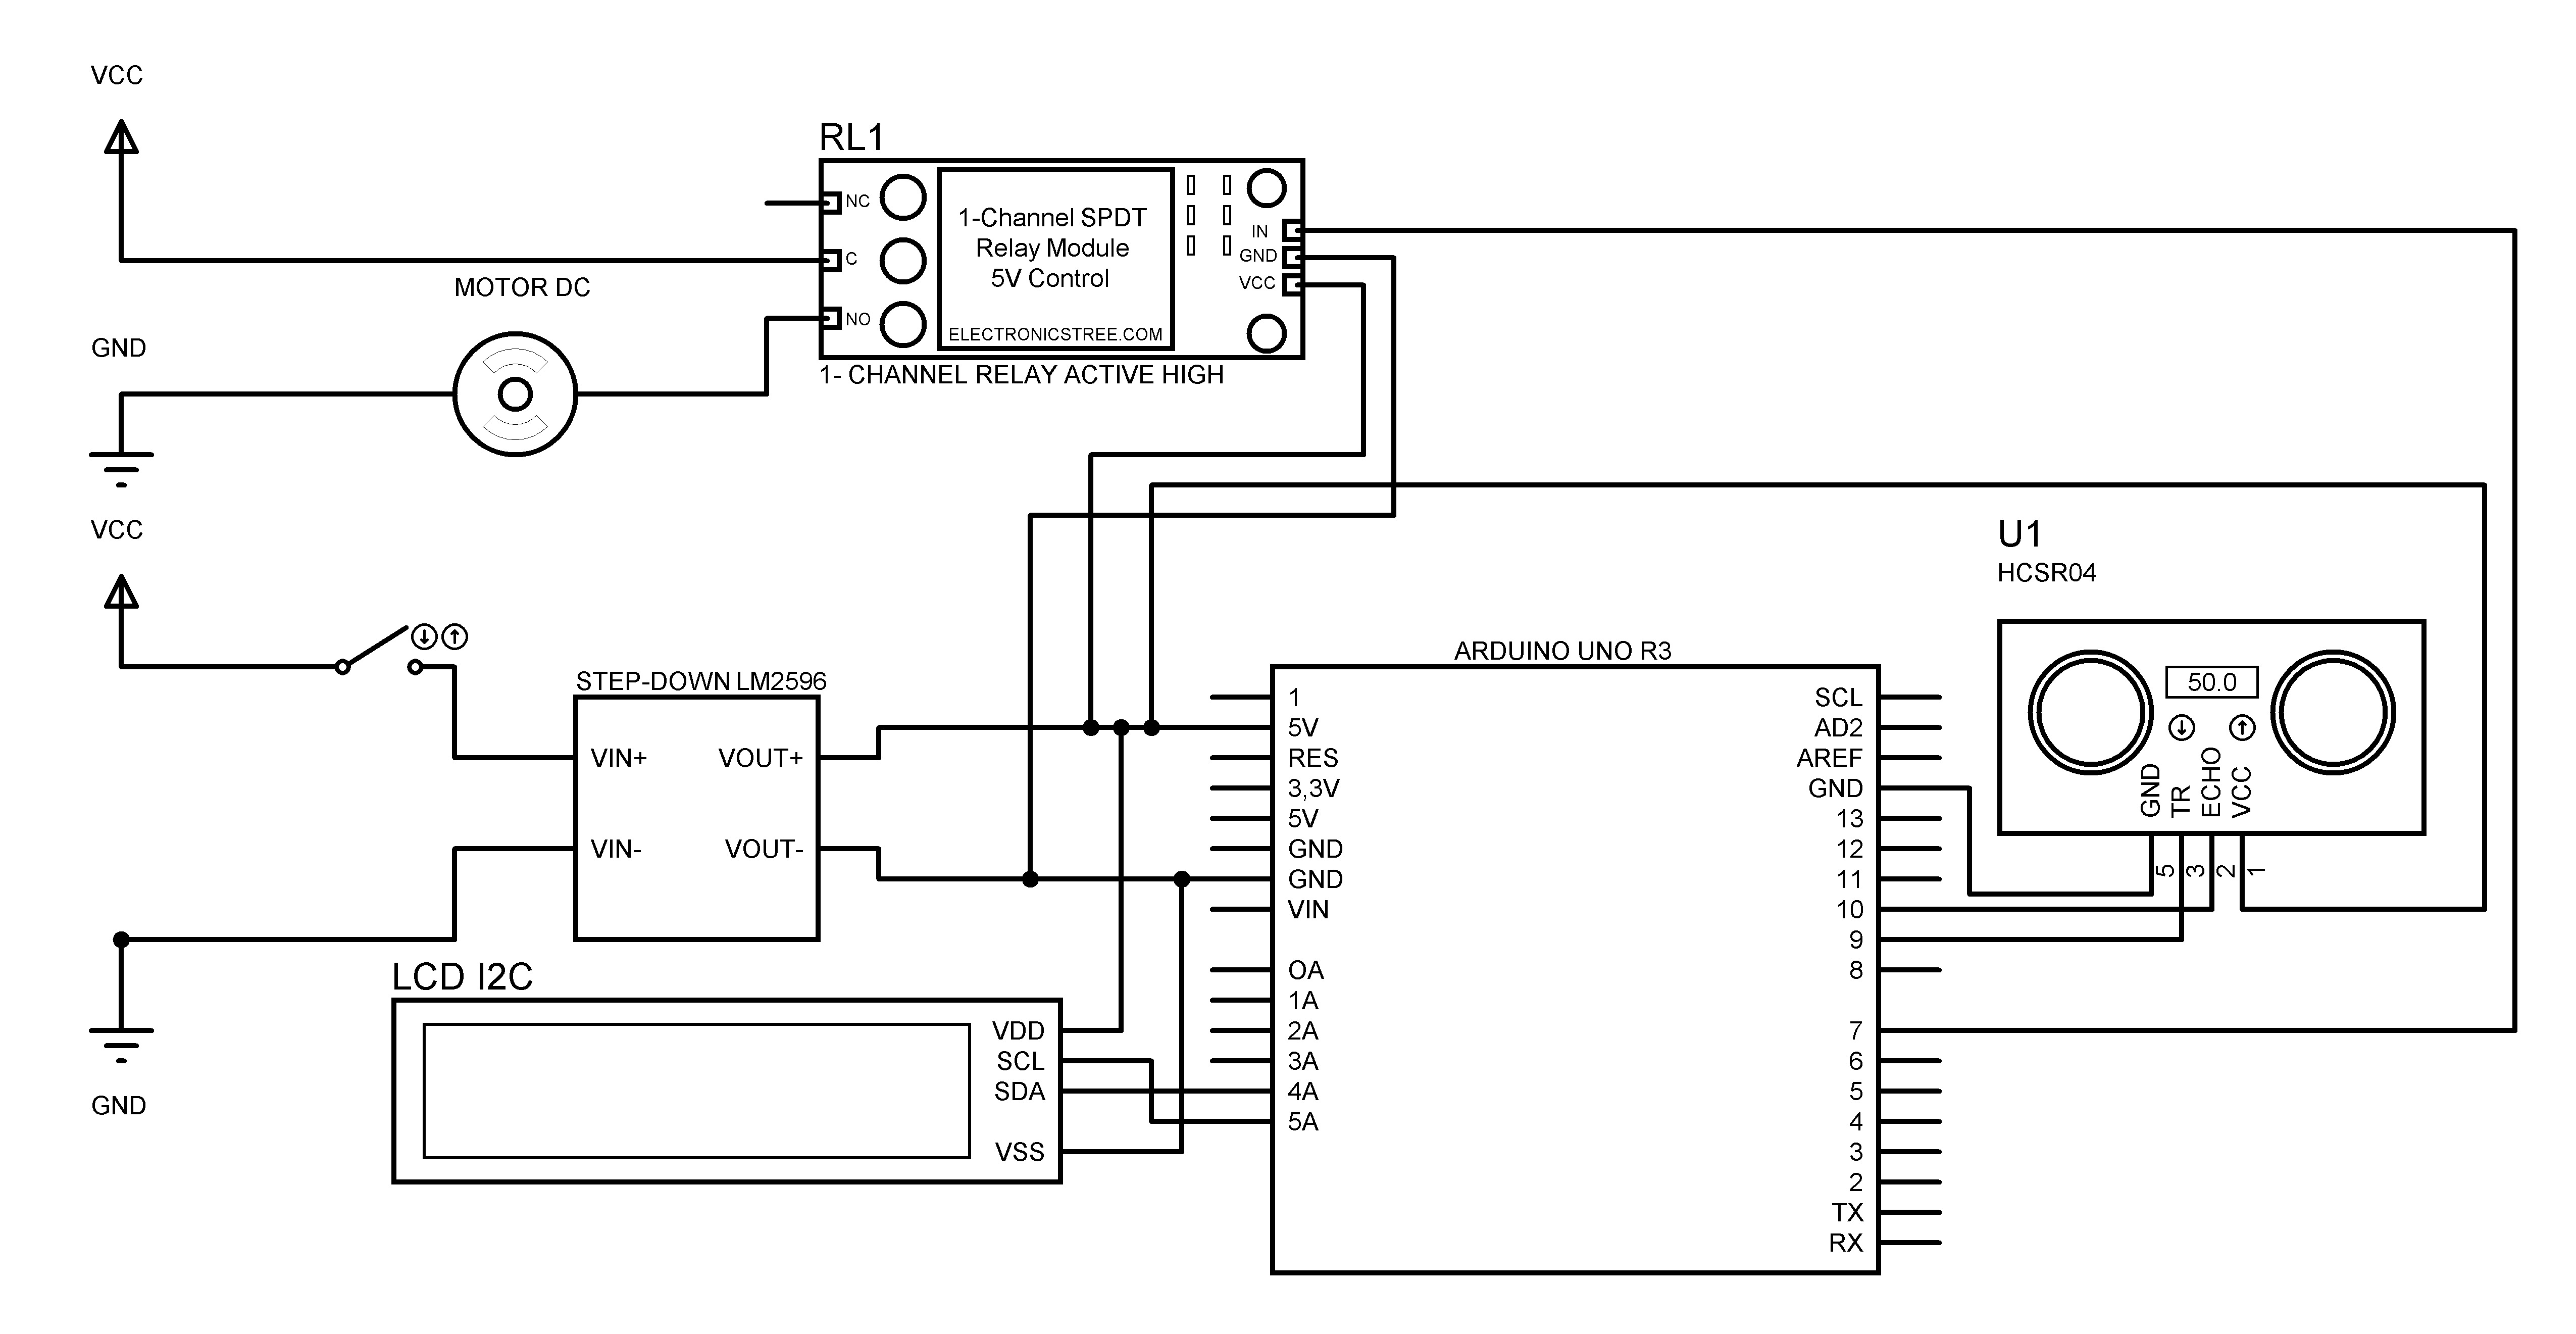 VCC
RL1
NC
C
NO
1-Channel SPDT
Relay Module
5V Control
ELECTRONICSTREE.COM
IN
GND
VCC
1- CHANNEL RELAY ACTIVE HIGH
MOTOR DC
GND
VCC
STEP-DOWN LM2596
VIN+
VOUT+
VIN-
VOUT-
GND
LCD I2C
VDD
SCL
SDA
VSS
ARDUINO UNO R3
1
5V
RES
3,3V
5V
GND
GND
VIN
OA
1A
2A
3A
4A
5A
SCL
AD2
AREF
GND
13
12
11
10
9
8
7
6
5
4
3
2
TX
RX
U1
HCSR04
50.0
GND
TR
ECHO
VCC
5
3
2
1